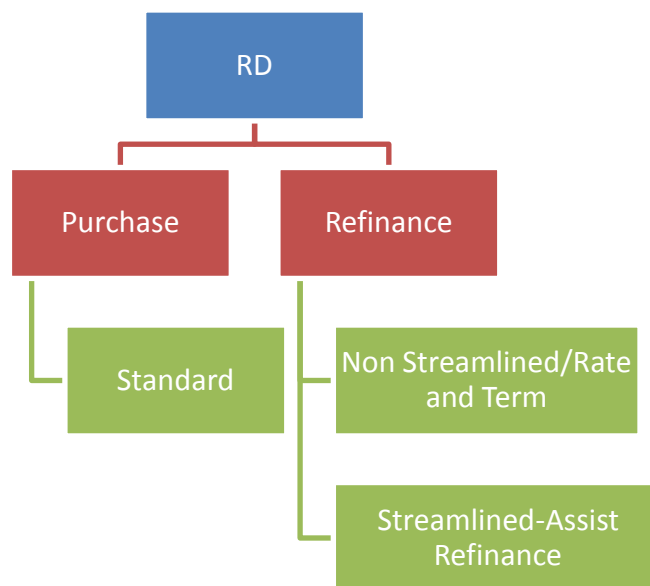 RD
Purchase
Refinance
Standard
Non Streamlined/Rate
and Term
Streamlined-Assist
Refinance